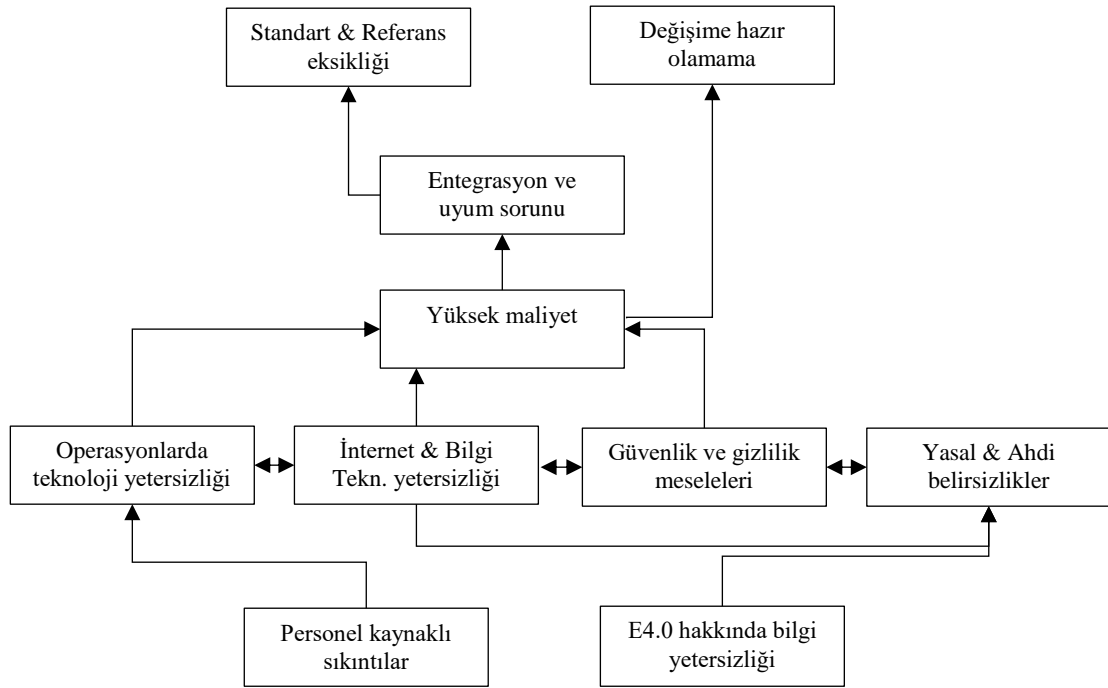 Standart & Referans
eksikliği
Değişime hazır
olamama
Entegrasyon ve
uyum sorunu
Yüksek maliyet
Operasyonlarda
teknoloji yetersizliği
İnternet & Bilgi
Tekn. yetersizliği
Güvenlik ve gizlilik
meseleleri
Yasal & Ahdi
belirsizlikler
Personel kaynaklı
sıkıntılar
E4.0 hakkında bilgi
yetersizliği